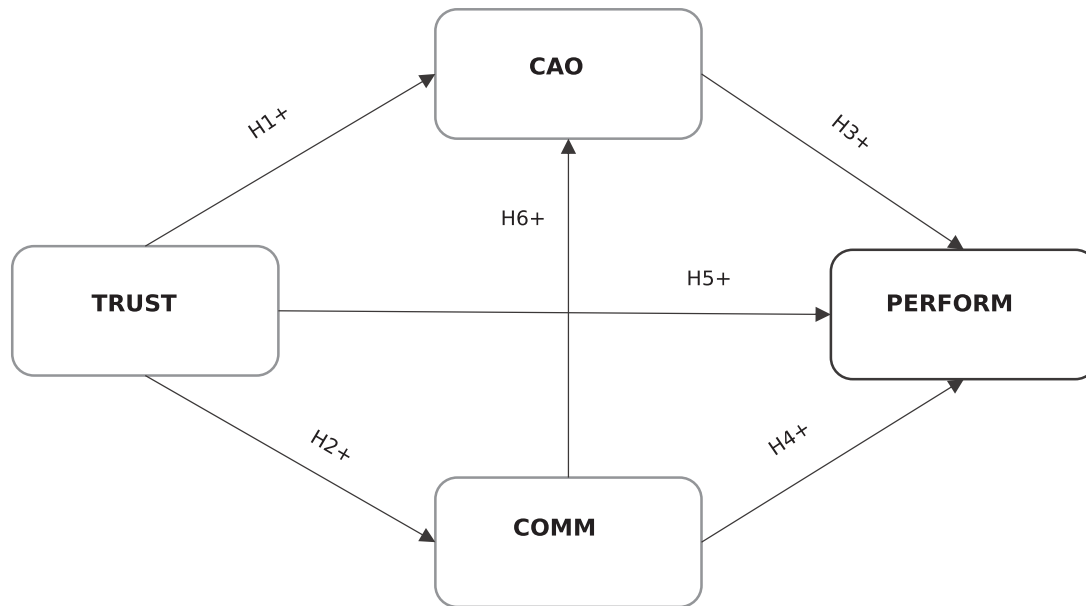 CAO
H1+
H3+
H6+
H5+
TRUST
PERFORM
H2+
H4+
COMM